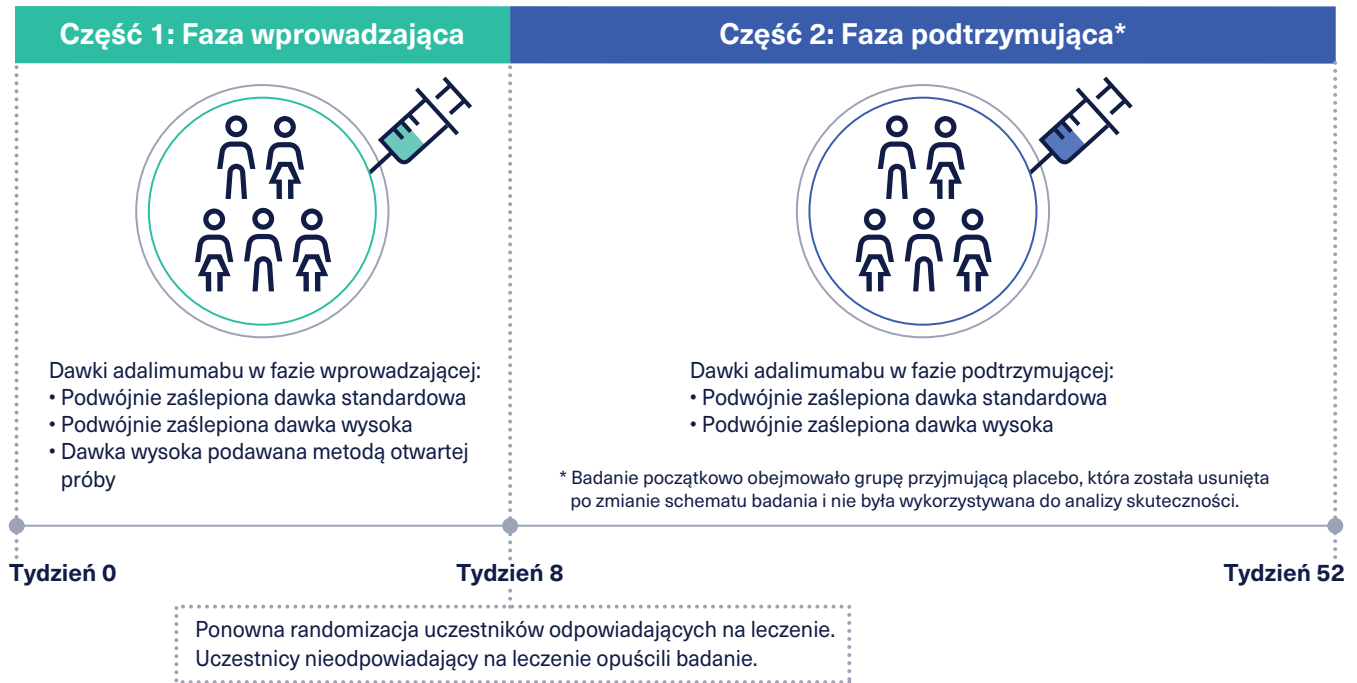 Część 1: Faza wprowadzająca
Część 2: Faza podtrzymująca*
Dawki adalimumabu w fazie wprowadzającej:
• Podwójnie zaślepiona dawka standardowa
• Podwójnie zaślepiona dawka wysoka
• Dawka wysoka podawana metodą otwartej
próby
Dawki adalimumabu w fazie podtrzymującej:
• Podwójnie zaślepiona dawka standardowa
• Podwójnie zaślepiona dawka wysoka
* Badanie początkowo obejmowało grupę przyjmującą placebo, która została usunięta
po zmianie schematu badania i nie była wykorzystywana do analizy skuteczności.
Tydzień 0
Tydzień 8
Tydzień 52
Ponowna randomizacja uczestników odpowiadających na leczenie.
Uczestnicy nieodpowiadający na leczenie opuścili badanie.